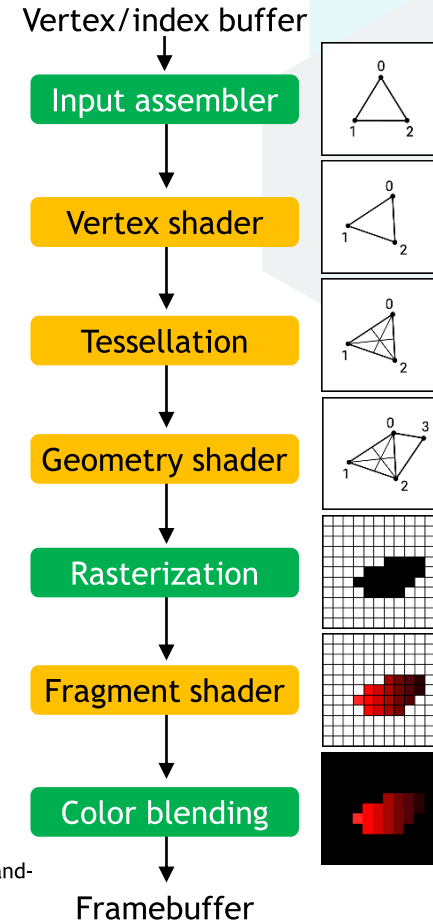 Vertex/index buffer
Input assembler
0
1
2
Vertex shader
0
1
2
Tessellation
0
1
2
Geometry shader
0
3
1
2
Rasterization
Fragment shader
Color blending
and-
Framebuffer